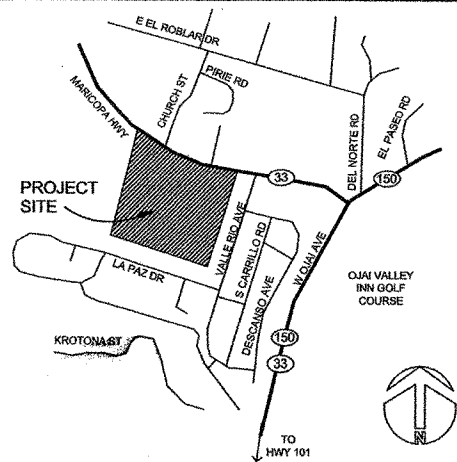 E EL ROBLAR DR
PIRIE RD
CHURCH ST
MARICOPA HWY
DEL NORTE RD
EL PASEO RD
33
150
PROJECT
SITE
VALLE RIO AVE
S CARRILLO RD
W OJAI AVE
LA PAZ DR
DESCANSO AVE
OJAI VALLEY
INN GOLF
COURSE
KROTONA ST
150
33
N
TO
HWY 101